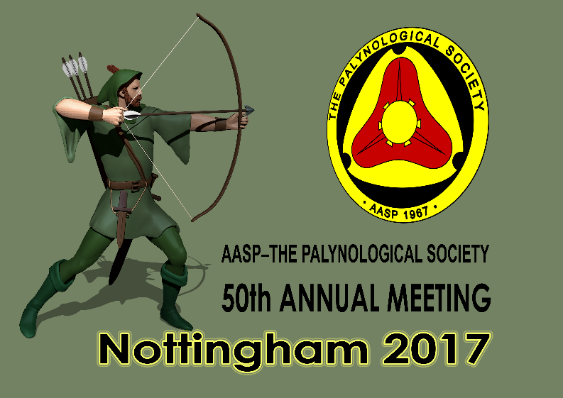 THE PALYNOLOGICAL SOCIETY
• AASP 1967 •
AASP–THE PALYNOLOGICAL SOCIETY
50th ANNUAL MEETING
Nottingham 2017